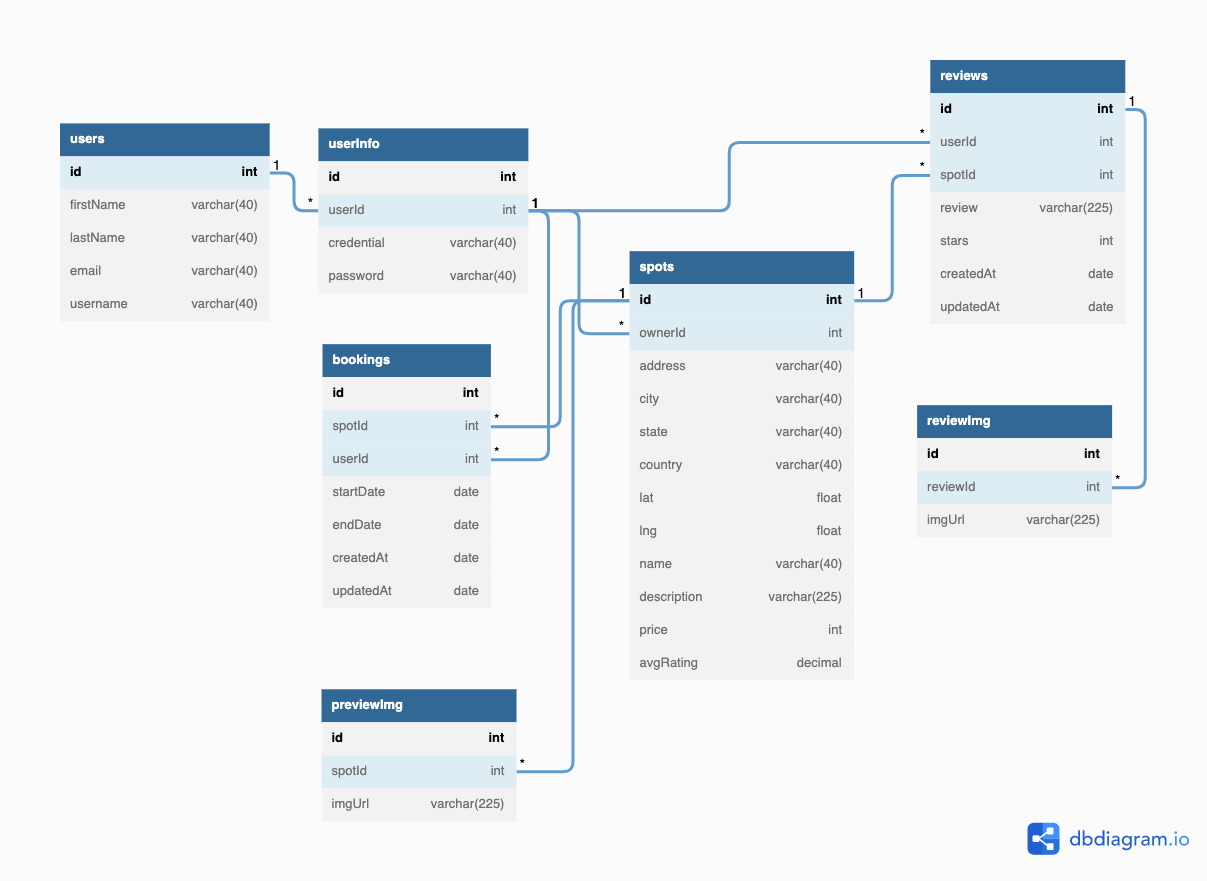 users
id int
firstName varchar(40)
lastName varchar(40)
email varchar(40)
username varchar(40)
1
*
userInfo
id int
userId int
credential varchar(40)
password varchar(40)
1
*
*
reviews
id int
userId int
spotId int
review varchar(225)
stars int
createdAt date
updatedAt date
1
1
*
spots
id int
ownerId int
address varchar(40)
city varchar(40)
state varchar(40)
country varchar(40)
lat float
lng float
name varchar(40)
description varchar(225)
price int
avgRating decimal
1
bookings
id int
spotId int
userId int
startDate date
endDate date
createdAt date
updatedAt date
*
*
reviewImg
id int
reviewId int
imgUrl varchar(225)
*
previewImg
id int
spotId int
imgUrl varchar(225)
*
dbdiagram.io